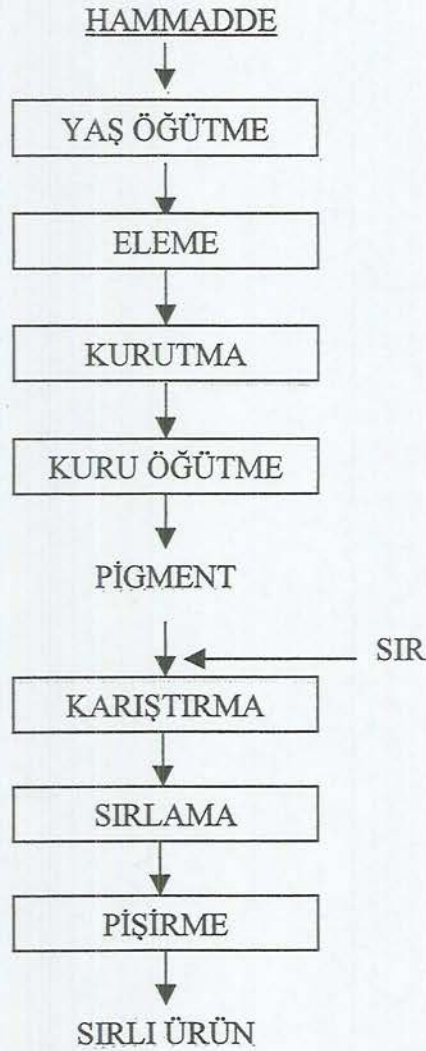 HAMMADDE
YAŞ ÖĞÜTME
ELEME
KURUTMA
KURU ÖĞÜTME
PİGMENT
SIR
KARIŞTIRMA
SIRLAMA
PİŞİRME
SIRLI ÜRÜN